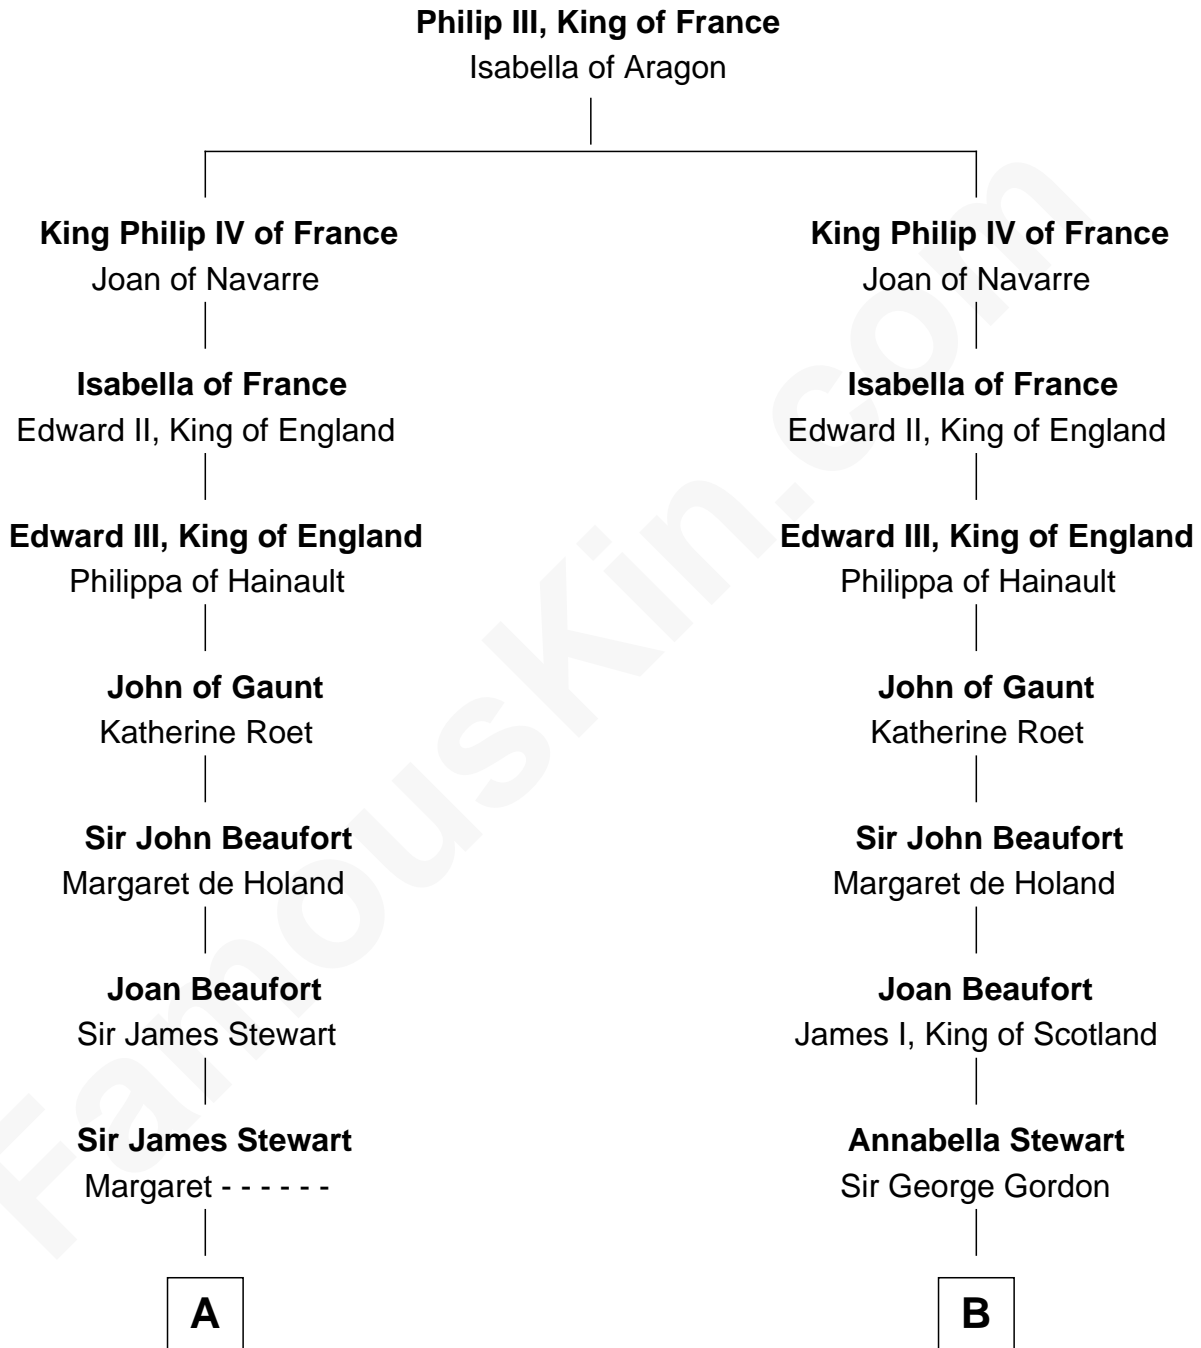 Philip III, King of France
Isabella of Aragon
King Philip IV of France
Joan of Navarre
Isabella of France
Edward II, King of England
Edward III, King of England
Philippa of Hainault
John of Gaunt
Katherine Roet
Sir John Beaufort
Margaret de Holand
Joan Beaufort
Sir James Stewart
Sir James Stewart
Margaret - - - - - -
A
King Philip IV of France
Joan of Navarre
Isabella of France
Edward II, King of England
Edward III, King of England
Philippa of Hainault
John of Gaunt
Katherine Roet
Sir John Beaufort
Margaret de Holand
Joan Beaufort
James I, King of Scotland
Annabella Stewart
Sir George Gordon
B
FamousKin.com